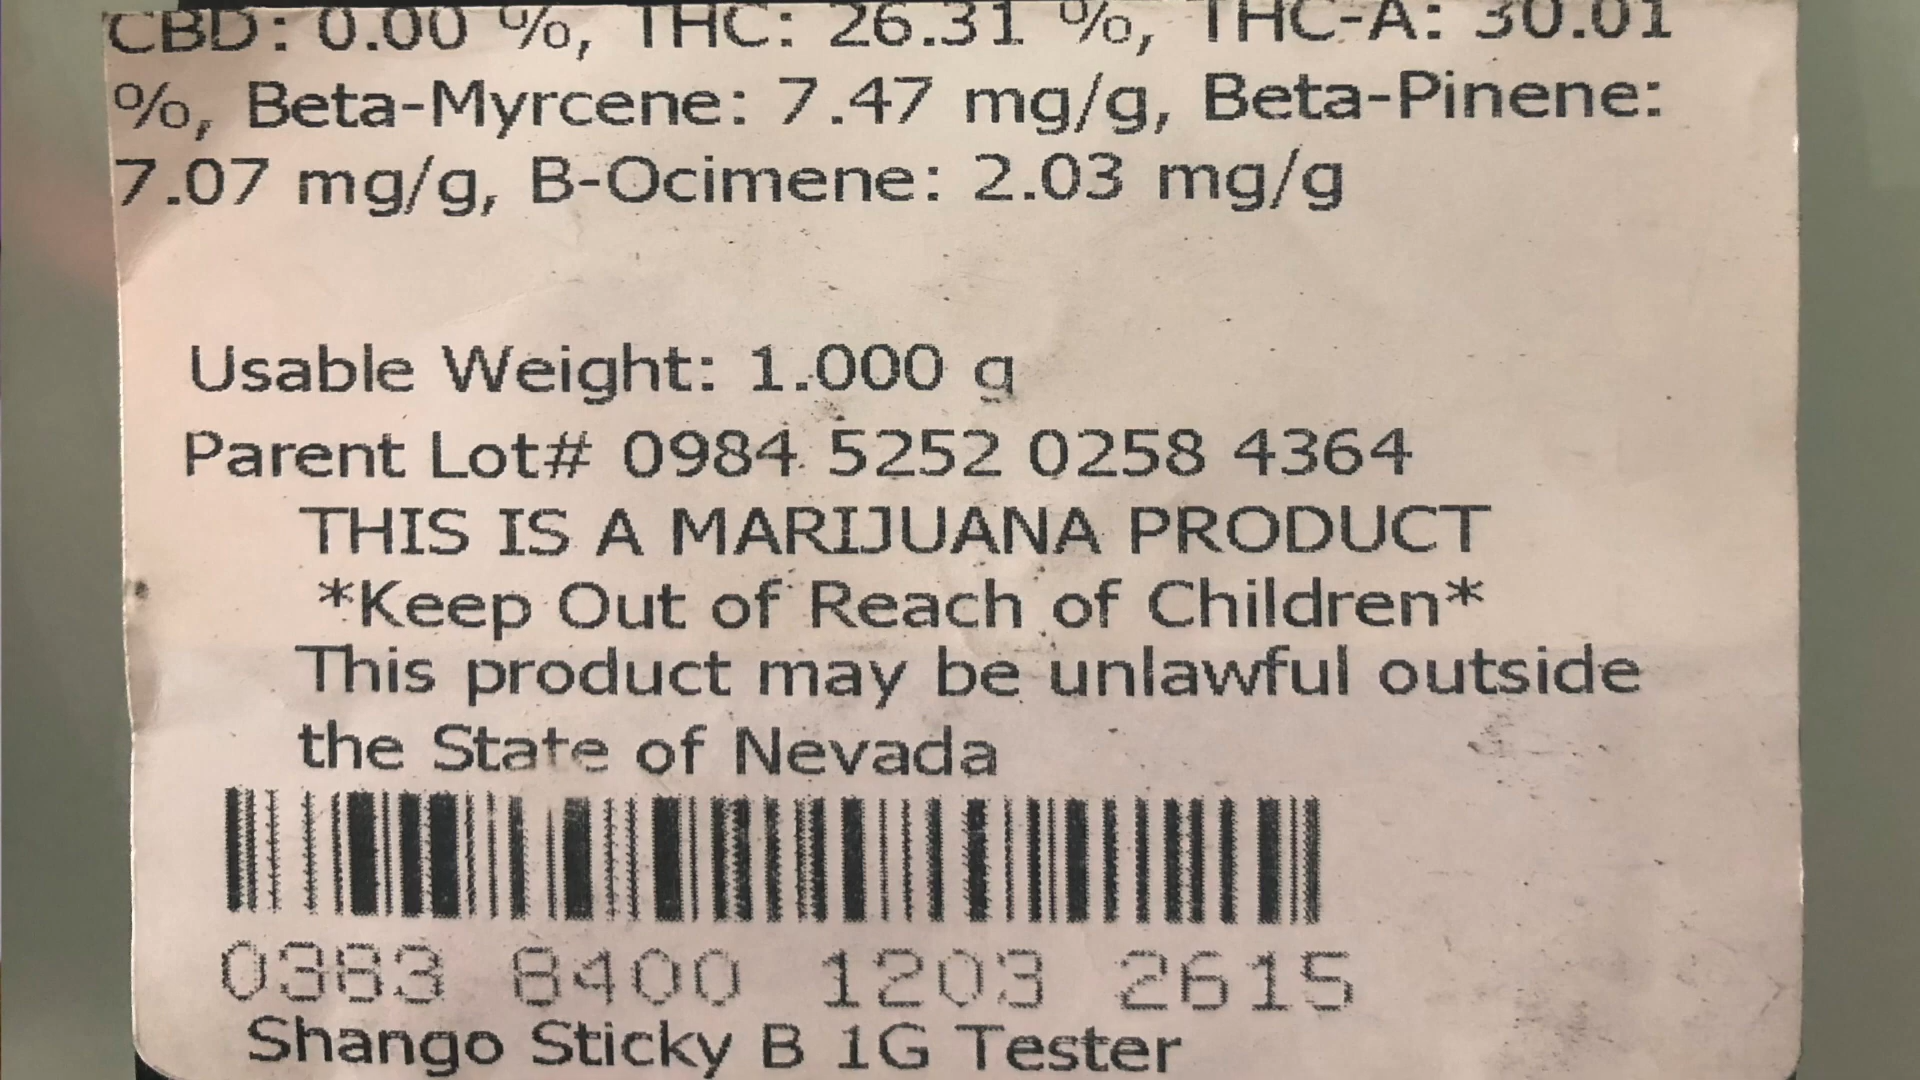 CBD: 0.00 %, THC: 26.31 %, THC-A: 30.01
%, Beta-Myrcene: 7.47 mg/g, Beta-Pinene:
7.07 mg/g, B-Ocimene: 2.03 mg/g
Usable Weight: 1.000 g
Parent Lot# 0984 5252 0258 4364
THIS IS A MARIJUANA PRODUCT
*Keep Out of Reach of Children*
This product may be unlawful outside
the State of Nevada
0383 8400 1203 2615
Shango Sticky B 1G Tester